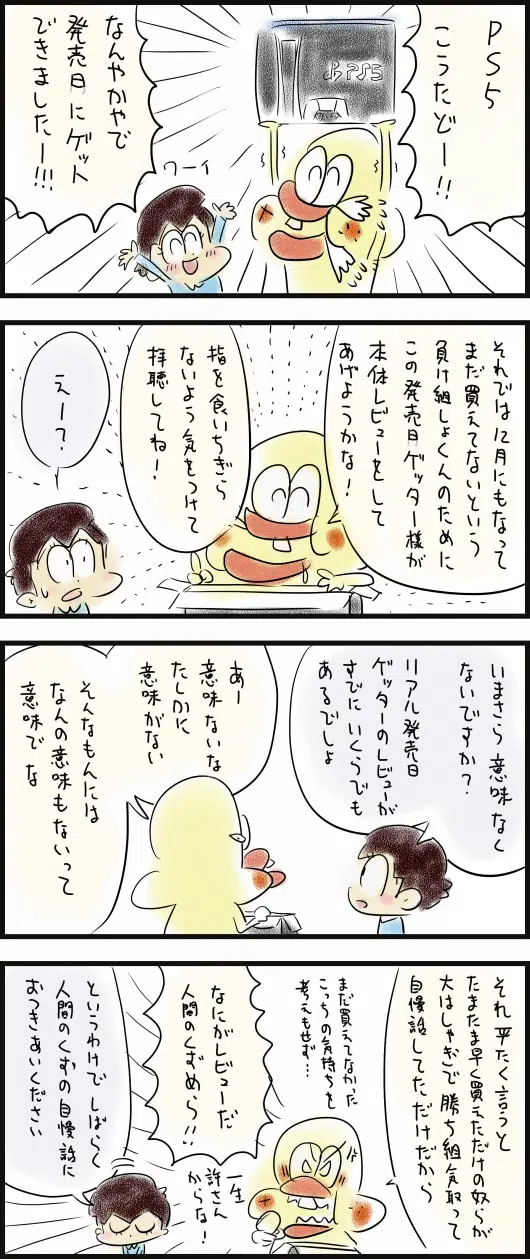 PS5
こうたどー!!
PS5
なんやかやで
発売日にゲット
できましたー!!!
ワーイ
それでは12月にもなって
まだ買えてないという
負け組しょくんのために
この発売日ゲッター様が
本体レビューをして
あげようかな!
指を食いちぎら
ないよう気をつけて
拝聴してね!
えー?
いまさら意味なく
ないですか?
リアル発売日
ゲッターのレビューが
すでにいくらでも
あるでしょ
あー
意味ないな
たしかに
意味がない
そんなもんには
なんの意味もないって
意味でな
それ平たく言うと
たまたま早く買えただけの奴らが
大はしゃぎで勝ち組気取って
自慢話してただけだから
まだ買えてなかった
こっちの気持ちを
考えもせず…
なにがレビューだ
人間のくずめら!!
一生
許さん
からな!
というわけでしばらく
人間のくずの自慢話に
おつきあいください